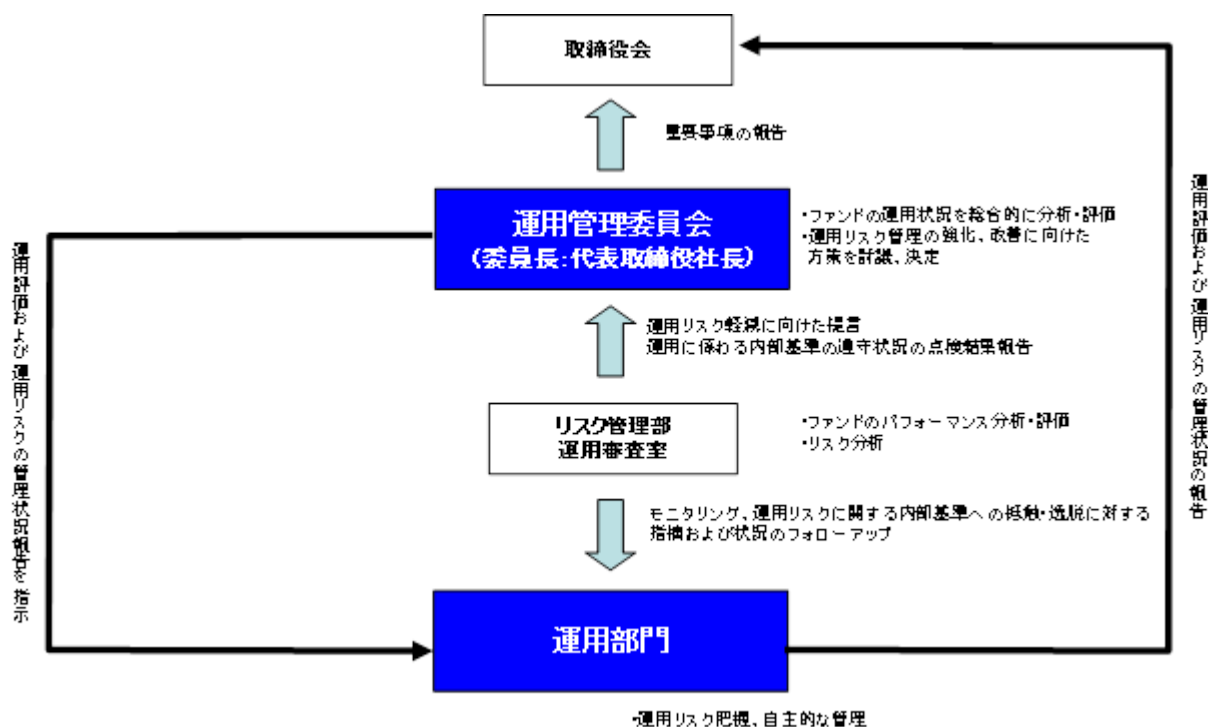 取締役会
重要事項の報告
運用管理委員会
(委員長:代表取締役社長)
・ファンドの運用状況を総合的に分析・評価
・運用リスク管理の強化、改善に向けた
方策を討議、決定
運用リスク軽減に向けた提言
運用に係わる内部基準の遵守状況の点検結果報告
リスク管理部
運用審査室
・ファンドのパフォーマンス分析・評価
・リスク分析
モニタリング、運用リスクに関する内部基準への抵触・逸脱に対する
指摘および状況のフォローアップ
運用部門
・運用リスク把握、自主的な管理
運用評価および運用リスクの管理状況報告を指示
運用評価および運用リスクの管理状況の報告